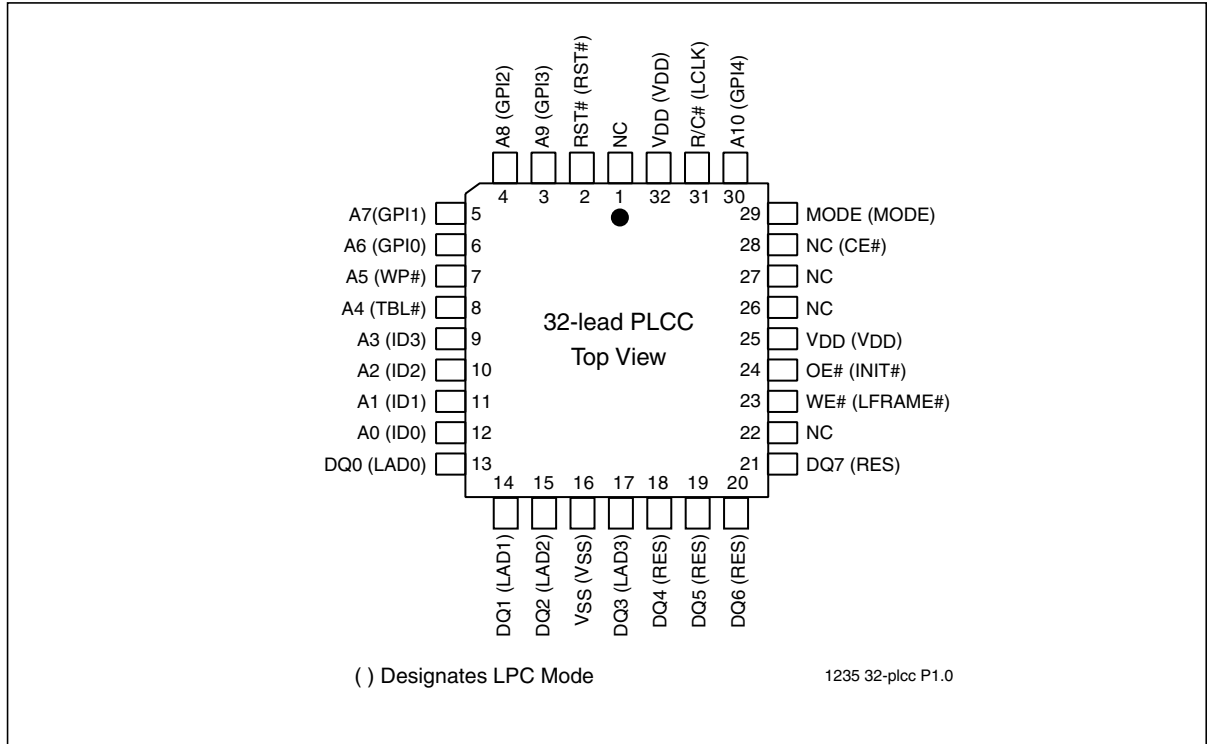 A8 (GPI2)
A9 (GPI3)
RST# (RST#)
NC
VDD (VDD)
R/C# (LCLK)
A10 (GPI4)
4
3
2
1
32
31
30
A7(GPI1)
5
A6 (GPI0)
6
A5 (WP#)
7
A4 (TBL#)
8
A3 (ID3)
9
A2 (ID2)
10
A1 (ID1)
11
A0 (ID0)
12
DQ0 (LAD0)
13
32-lead PLCC
Top View
29
MODE (MODE)
28
NC (CE#)
27
NC
26
NC
25
VDD (VDD)
24
OE# (INIT#)
23
WE# (LFRAME#)
22
NC
21
DQ7 (RES)
14
15
16
17
18
19
20
DQ1 (LAD1)
DQ2 (LAD2)
VSS (VSS)
DQ3 (LAD3)
DQ4 (RES)
DQ5 (RES)
DQ6 (RES)
( ) Designates LPC Mode
1235 32-plcc P1.0